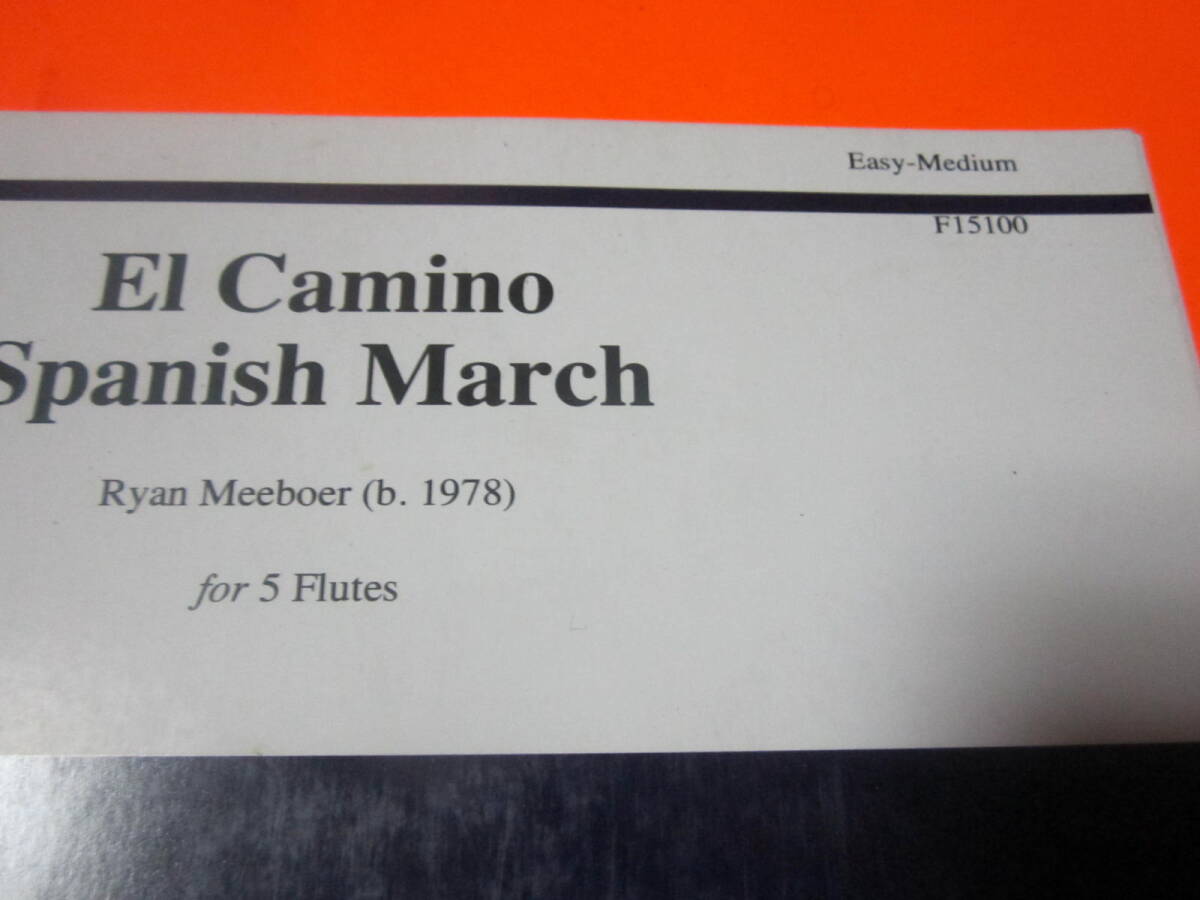 Easy-Medium
F15100
El Camino
Spanish March
Ryan Meeboer (b. 1978)
for 5 Flutes